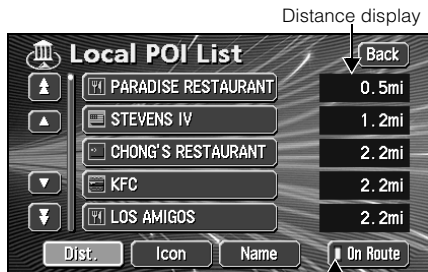 Distance display
Local POI List
Back
PARADISE RESTAURANT 0.5mi
STEVENS IV 1.2mi
CHONG'S RESTAURANT 2.2mi
KFC 2.2mi
LOS AMIGOS 2.2mi
Dist. Icon Name On Route